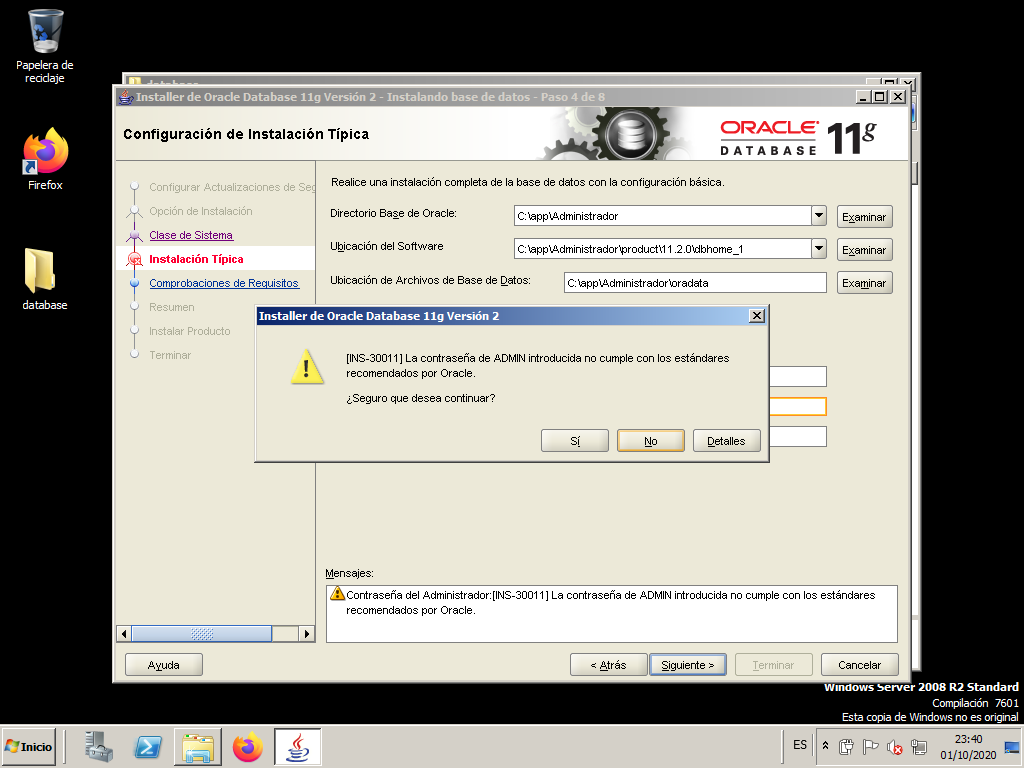 Papelera de
reciclaje
Firefox
database
Installer de Oracle Database 11g Versión 2 - Instalando base de datos - Paso 4 de 8
Configuración de Instalación Típica
ORACLE
DATABASE
11g
Configurar Actualizaciones de Seg
Opción de Instalación
Clase de Sistema
Instalación Típica
Comprobaciones de Requisitos
Resumen
Instalar Producto
Terminar
Realice una instalación completa de la base de datos con la configuración básica.
Directorio Base de Oracle:
C:\app\Administrador
Examinar
Ubicación del Software
C:\app\Administrador\product\11.2.0\dbhome_1
Examinar
Ubicación de Archivos de Base de Datos:
C:\app\Administrador\oradata
Examinar
Installer de Oracle Database 11g Versión 2
[INS-30011] La contraseña de ADMIN introducida no cumple con los estándares
recomendados por Oracle.
¿Seguro que desea continuar?
Sí
No
Detalles
Mensajes:
Contraseña del Administrador:[INS-30011] La contraseña de ADMIN introducida no cumple con los estándares
recomendados por Oracle.
Ayuda
< Atrás
Siguiente >
Terminar
Cancelar
Windows Server 2008 R2 Standard
Compilación 7601
Esta copia de Windows no es original
Inicio
ES
23:40
01/10/2020